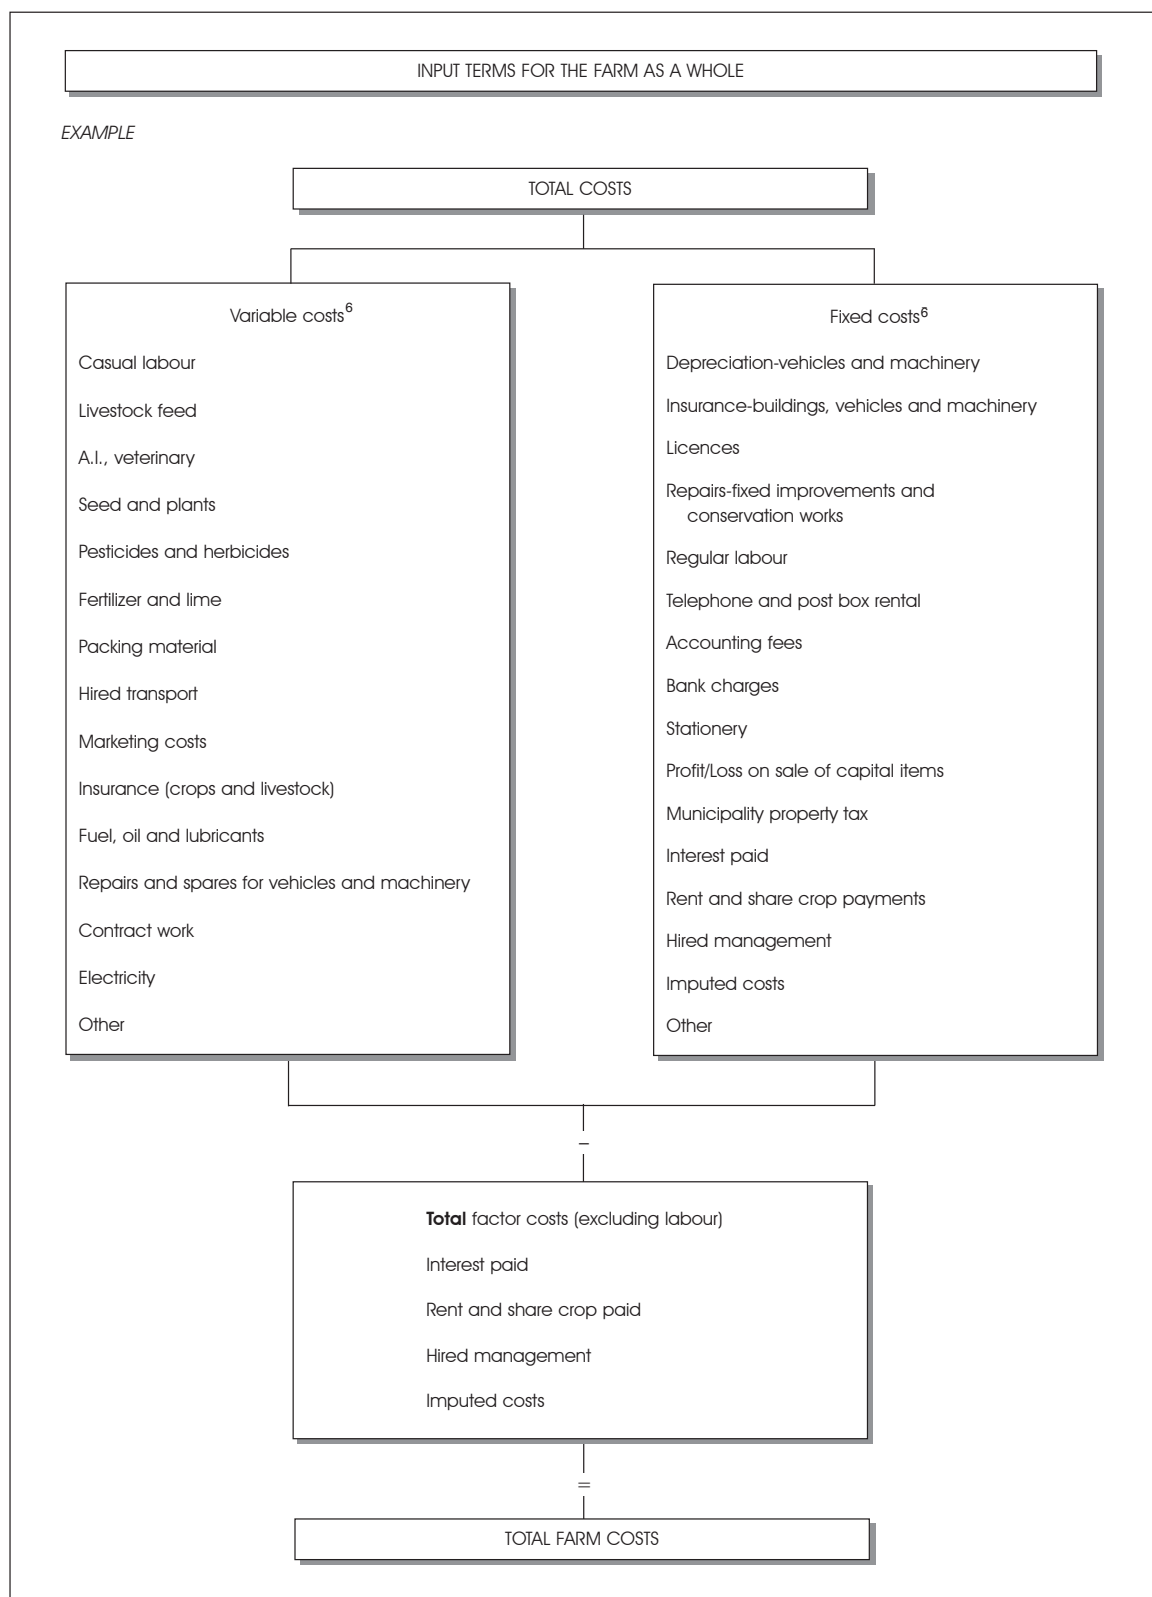 INPUT TERMS FOR THE FARM AS A WHOLE
EXAMPLE
TOTAL COSTS
Variable costs6
Casual labour
Livestock feed
A.I., veterinary
Seed and plants
Pesticides and herbicides
Fertilizer and lime
Packing material
Hired transport
Marketing costs
Insurance (crops and livestock)
Fuel, oil and lubricants
Repairs and spares for vehicles and machinery
Contract work
Electricity
Other
Fixed costs6
Depreciation-vehicles and machinery
Insurance-buildings, vehicles and machinery
Licences
Repairs-fixed improvements and
conservation works
Regular labour
Telephone and post box rental
Accounting fees
Bank charges
Stationery
Profit/Loss on sale of capital items
Municipality property tax
Interest paid
Rent and share crop payments
Hired management
Imputed costs
Other
–
Total factor costs (excluding labour)
Interest paid
Rent and share crop paid
Hired management
Imputed costs
=
TOTAL FARM COSTS